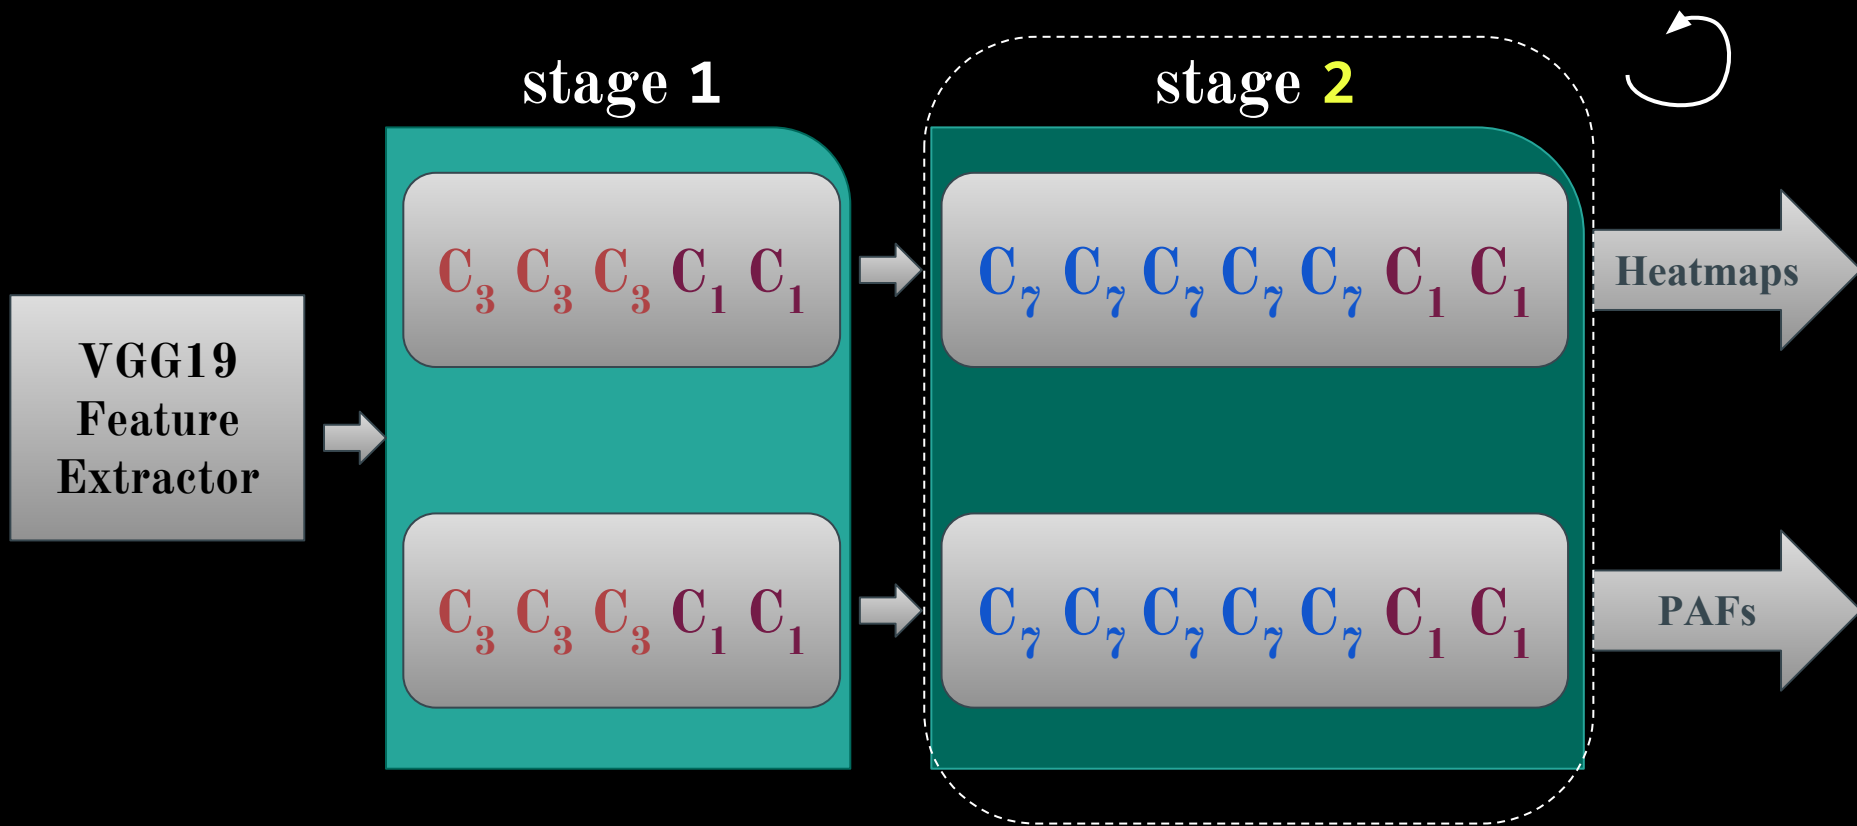 stage 1
stage 2
VGG19
Feature
Extractor
C3 C3 C3 C1 C1
C7 C7 C7 C7 C7 C1 C1
Heatmaps
C3 C3 C3 C1 C1
C7 C7 C7 C7 C7 C1 C1
PAFs